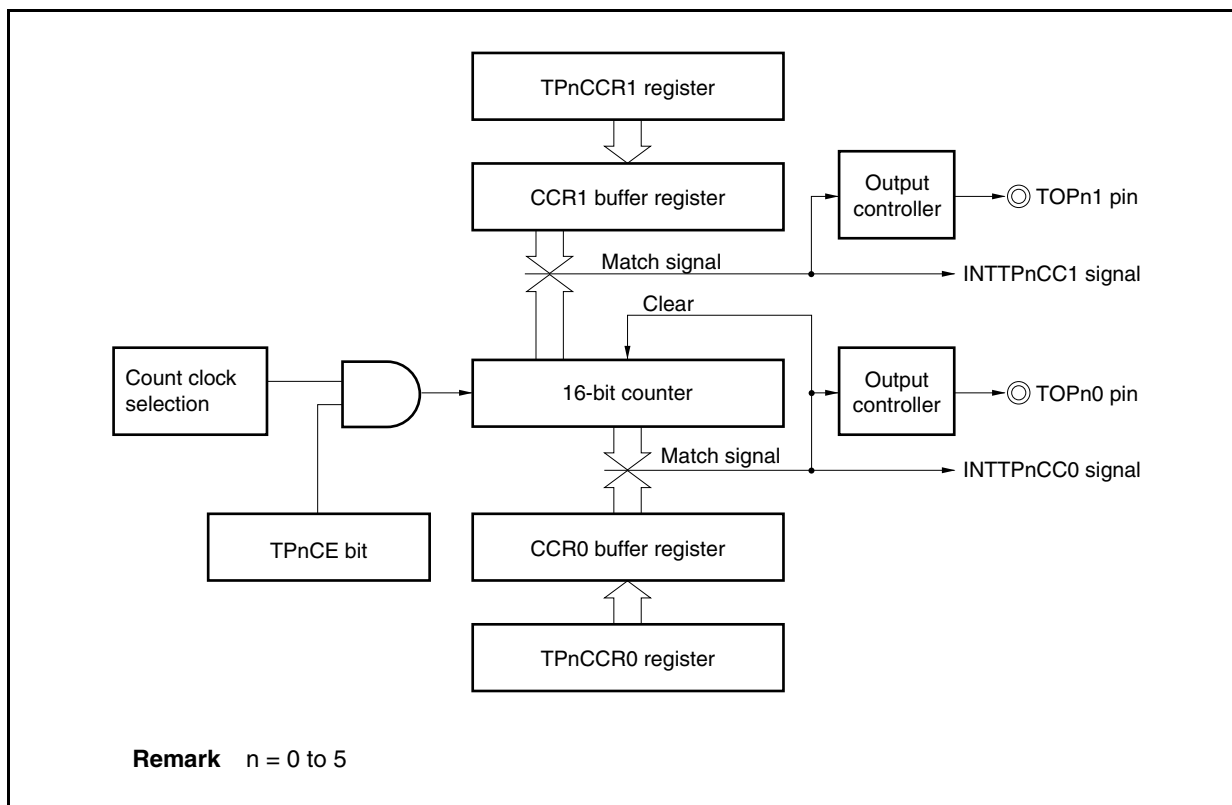 TPnCCR1 register
CCR1 buffer register
Output
controller
TOPn1 pin
Match signal
INTTPnCC1 signal
Clear
Count clock
selection
16-bit counter
Output
controller
TOPn0 pin
Match signal
INTTPnCC0 signal
TPnCE bit
CCR0 buffer register
TPnCCR0 register
Remark n = 0 to 5